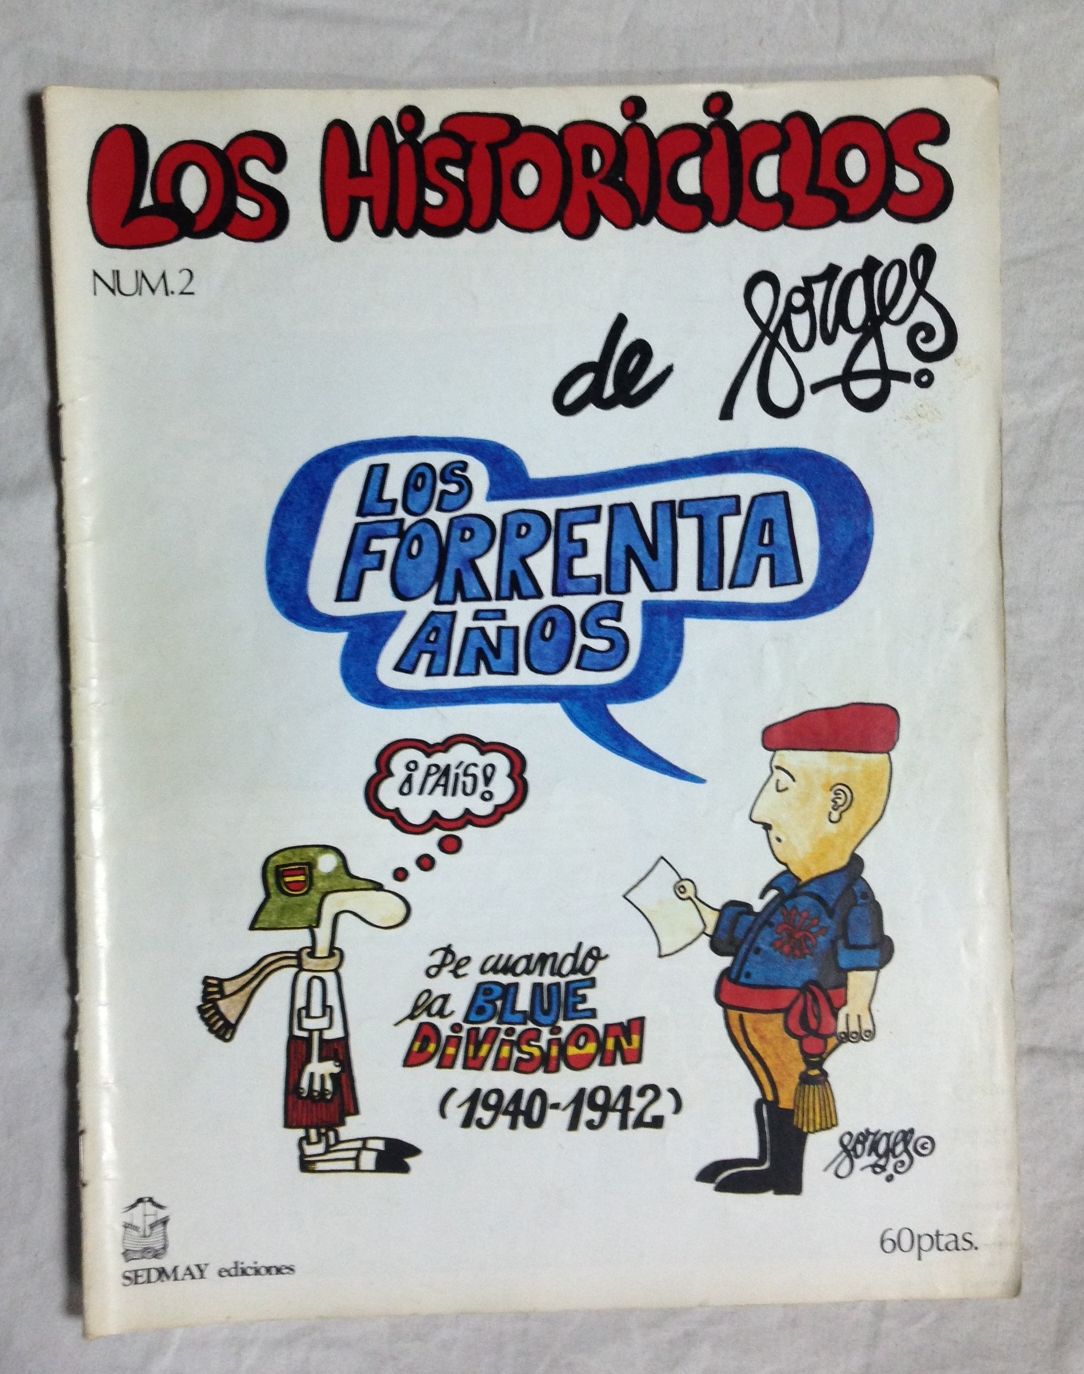 LOS HISTORICICLOS
NUM. 2
de Forges
LOS
FORRENTA
AÑOS
¡PAÍS!
De cuando
la BLUE
DIVISION
(1940-1942)
Forges ©
60ptas.
SEDMAY ediciones